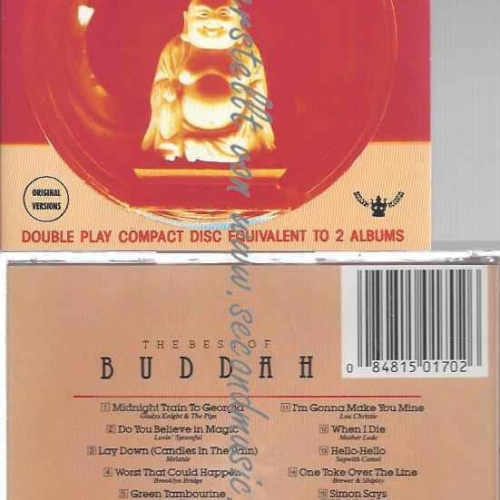 ORIGINAL
VERSIONS
DOUBLE PLAY COMPACT DISC EQUIVALENT TO 2 ALBUMS
THE BEST OF
BUDDAH
0 84815 01702
1 Midnight Train To Georgia
Gladys Knight & The Pips
2 Do You Believe in Magic
Lovin' Spoonful
3 Lay Down (Candles In The Rain)
Melanie
4 Worst That Could Happen
Brooklyn Bridge
5 Green Tambourine
11 I'm Gonna Make You Mine
Lou Christie
12 When I Die
Mother Lode
13 Hello-Hello
Sopwith Camel
14 One Toke Over The Line
Brewer & Shipley
15 Simon Says
erstellt von www.secondmusic.